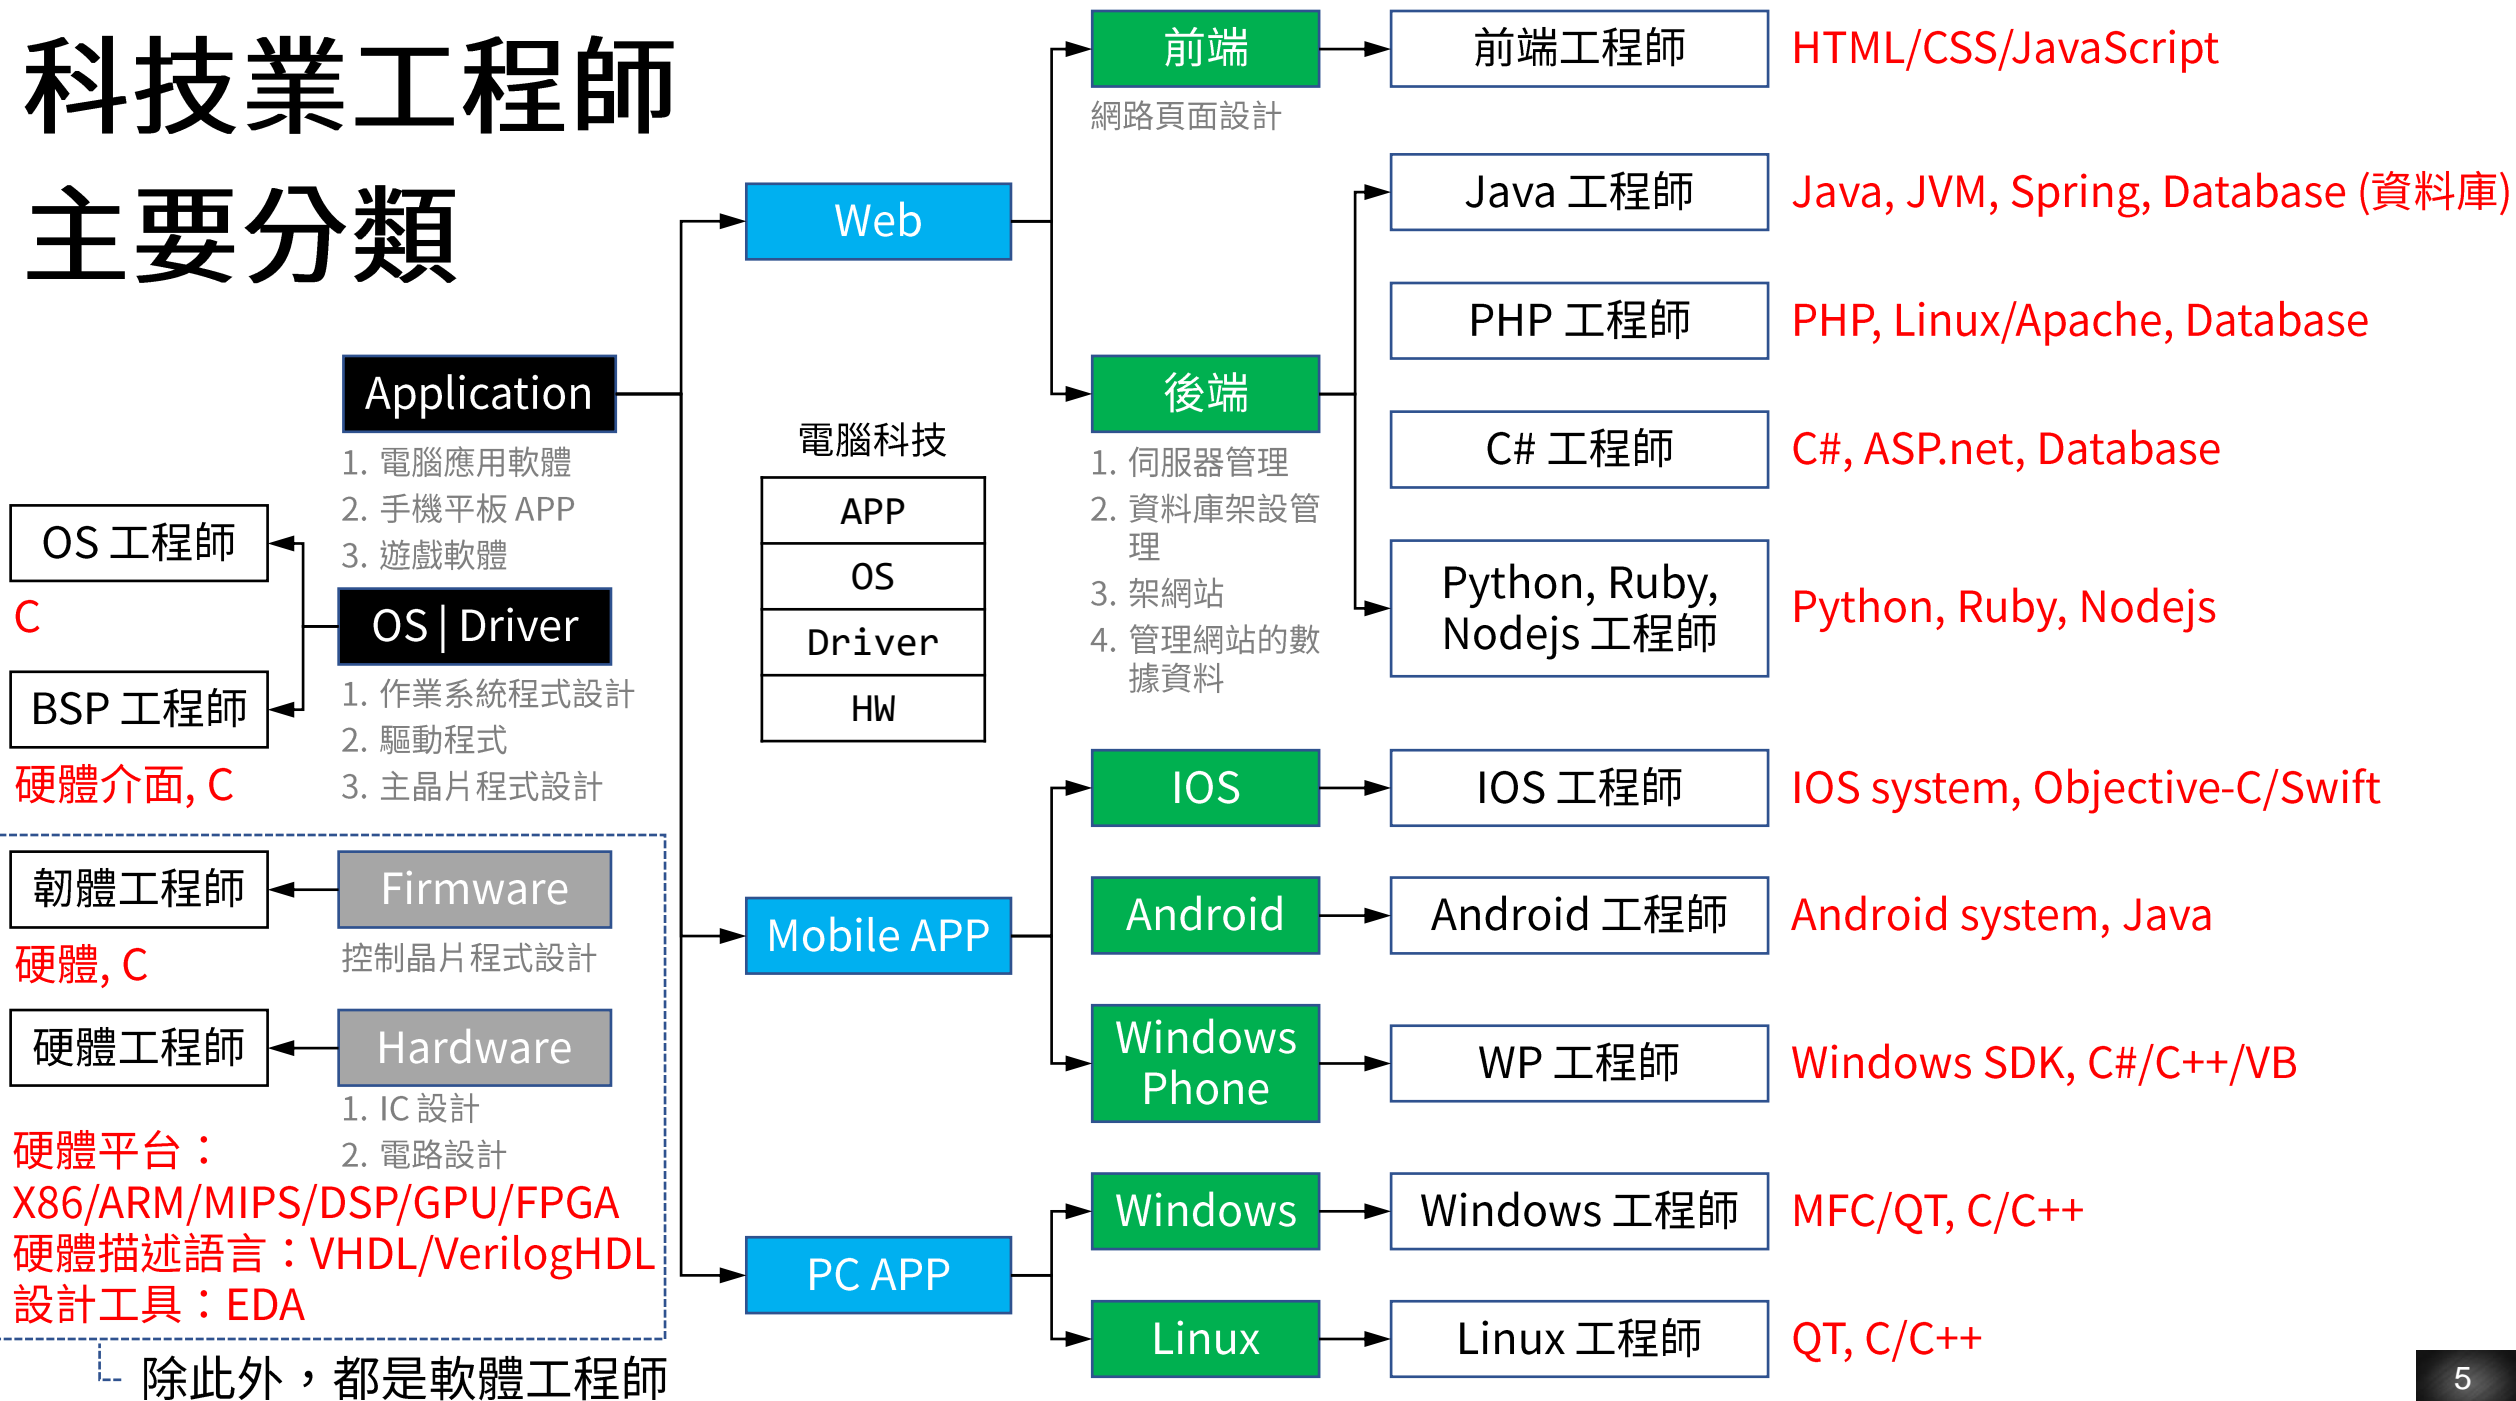 科技業工程師
主要分類
Application
1. 電腦應用軟體
2. 手機平板 APP
3. 遊戲軟體
OS | Driver
1. 作業系統程式設計
2. 驅動程式
3. 主晶片程式設計
OS 工程師
C
BSP 工程師
硬體介面, C
Firmware
控制晶片程式設計
韌體工程師
硬體, C
Hardware
1. IC 設計
2. 電路設計
硬體工程師
硬體平台：
X86/ARM/MIPS/DSP/GPU/FPGA
硬體描述語言：VHDL/VerilogHDL
設計工具：EDA
除此外，都是軟體工程師
電腦科技
APP
OS
Driver
HW
Web
前端
網路頁面設計
前端工程師
HTML/CSS/JavaScript
後端
1. 伺服器管理
2. 資料庫架設管
理
3. 架網站
4. 管理網站的數
據資料
Java 工程師
Java, JVM, Spring, Database (資料庫)
PHP 工程師
PHP, Linux/Apache, Database
C# 工程師
C#, ASP.net, Database
Python, Ruby,
Nodejs 工程師
Python, Ruby, Nodejs
Mobile APP
IOS
IOS 工程師
IOS system, Objective-C/Swift
Android
Android 工程師
Android system, Java
Windows
Phone
WP 工程師
Windows SDK, C#/C++/VB
PC APP
Windows
Windows 工程師
MFC/QT, C/C++
Linux
Linux 工程師
QT, C/C++
5